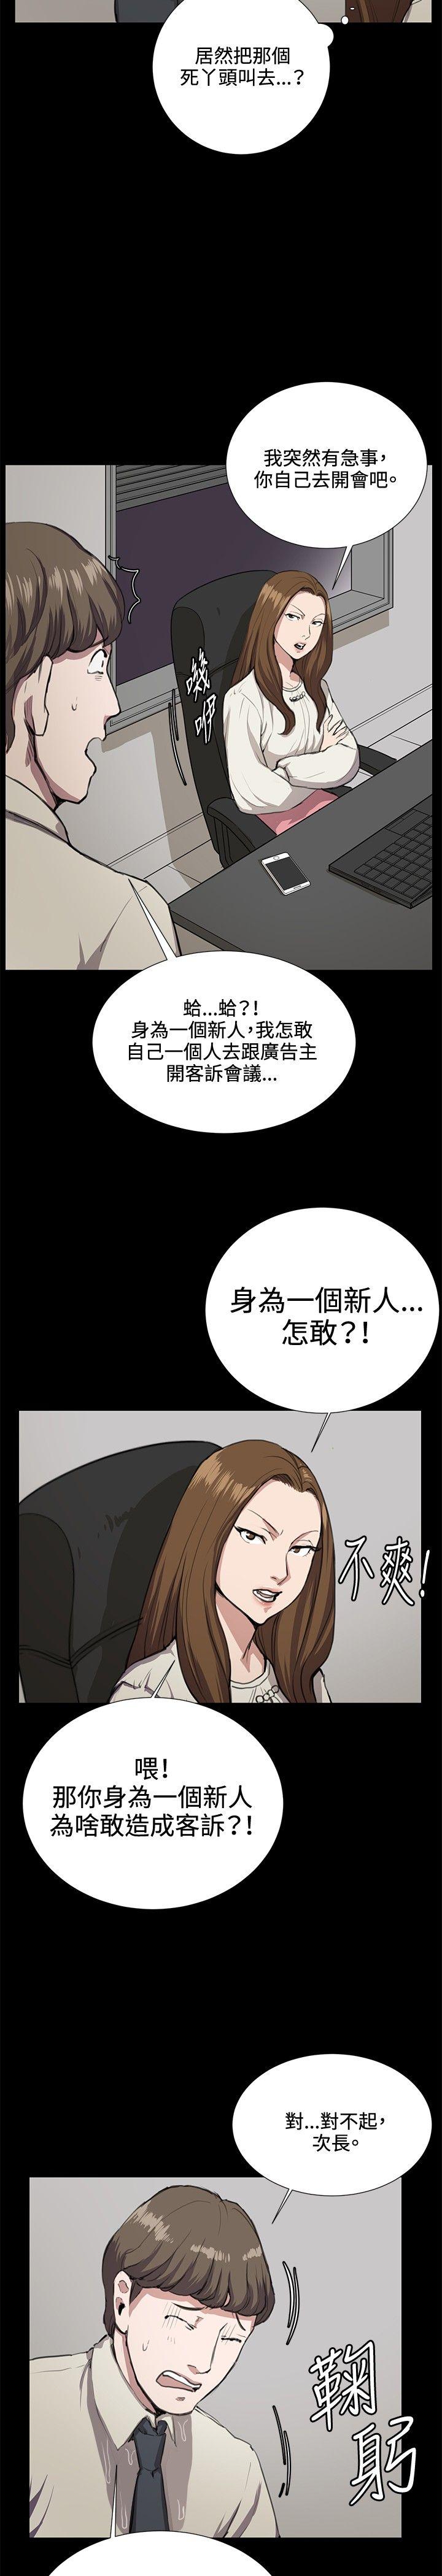 居然把那個
死丫頭叫去...?
我突然有急事，
你自己去開會吧。
嘰
咿
蛤...蛤?!
身為一個新人，我怎敢
自己一個人去跟廣告主
開客訴會議...
身為一個新人...
怎敢?!
不爽!
喂!
那你身為一個新人
為啥敢造成客訴?!
對...對不起，
次長。
鞠
躬